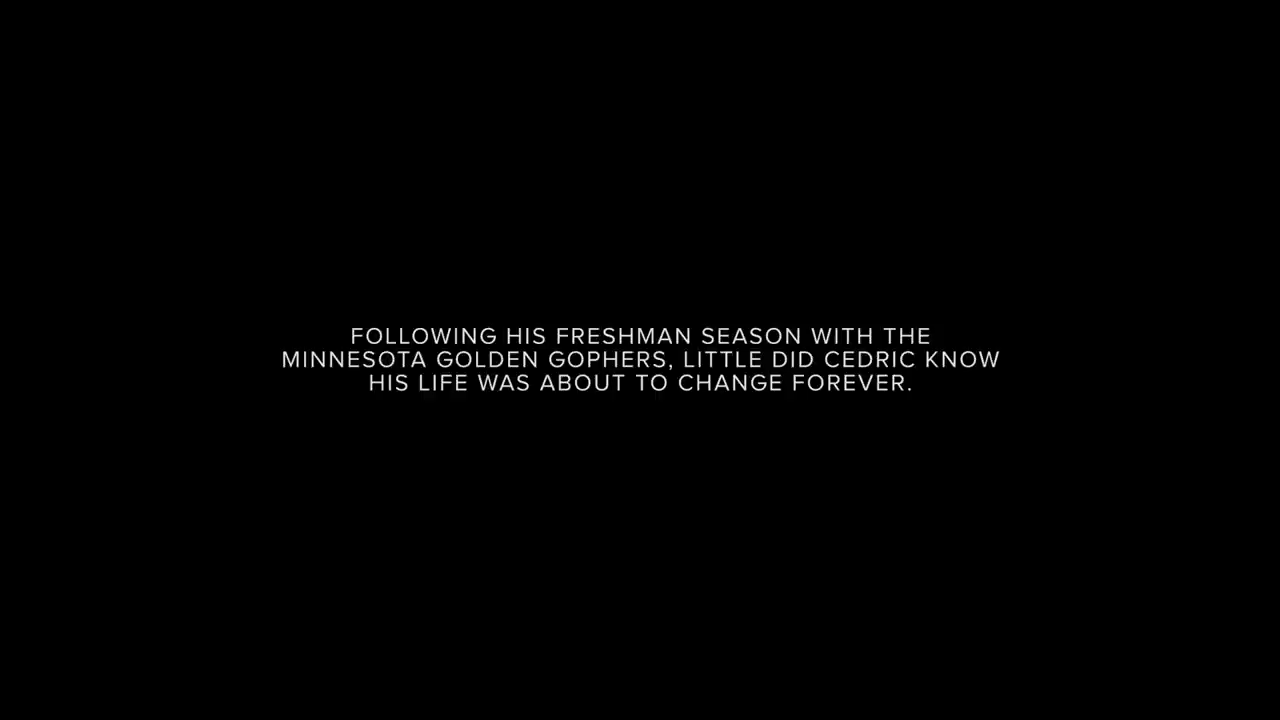 FOLLOWING HIS FRESHMAN SEASON WITH THE
MINNESOTA GOLDEN GOPHERS, LITTLE DID CEDRIC KNOW
HIS LIFE WAS ABOUT TO CHANGE FOREVER.